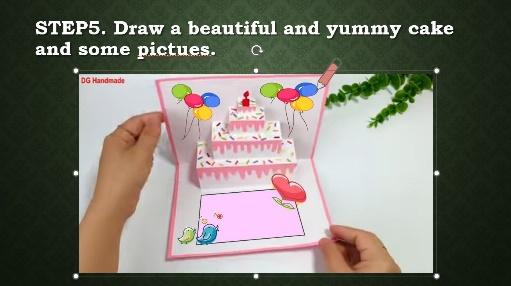 STEP5. Draw a beautiful and yummy cake
and some pictues.
DG Handmade